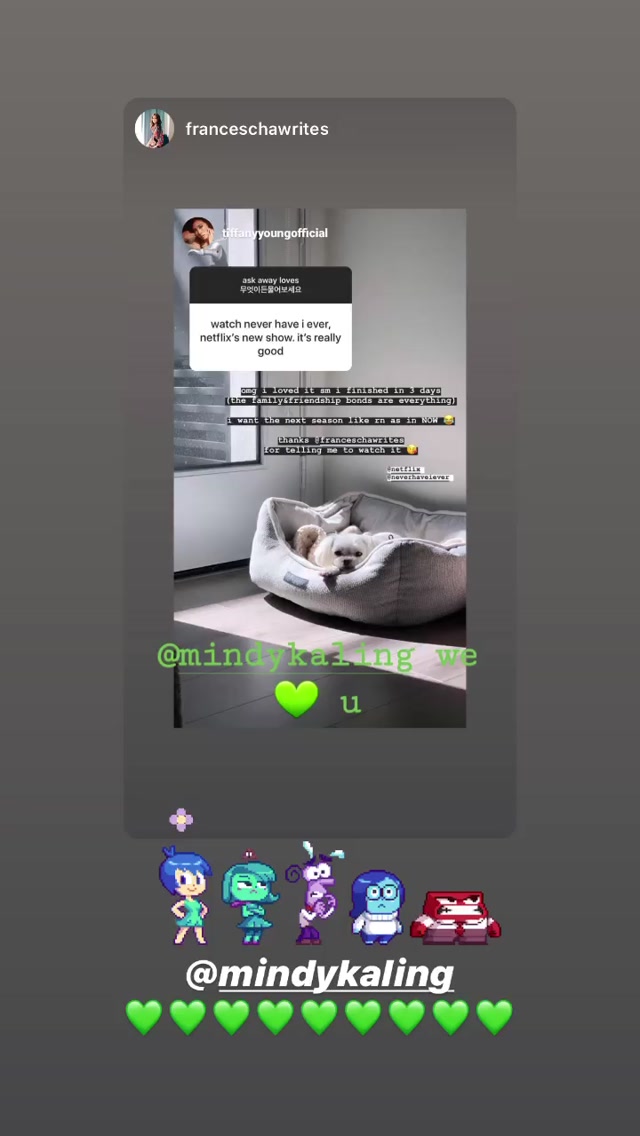 franceschawrites
tiffanyyoungofficial
ask away loves
무엇이든물어보세요
watch never have i ever,
netflix's new show. it's really
good
omg i loved it sm i finished in 3 days
(the family&friendship bonds are everything)
i want the next season like rn as in NOW 😂
thanks @franceschawrites
for telling me to watch it 🥰
@netflix
@neverhaveiever
@mindykaling we
💚 u
@mindykaling
💚💚💚💚💚💚💚💚💚